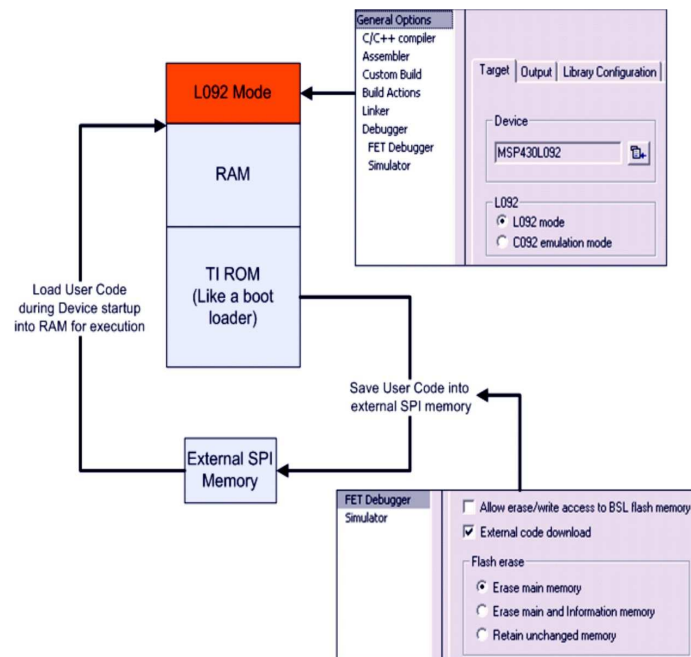 General Options
C/C++ compiler
Assembler
Custom Build
Build Actions
Linker
Debugger
FET Debugger
Simulator
Target
Output
Library Configuration
Device
MSP430L092
L092
L092 mode
C092 emulation mode
L092 Mode
RAM
TI ROM
(Like a boot
loader)
Load User Code
during Device startup
into RAM for execution
Save User Code into
external SPI memory
External SPI
Memory
FET Debugger
Simulator
Allow erase/write access to BSL flash memory
External code download
Flash erase
Erase main memory
Erase main and Information memory
Retain unchanged memory